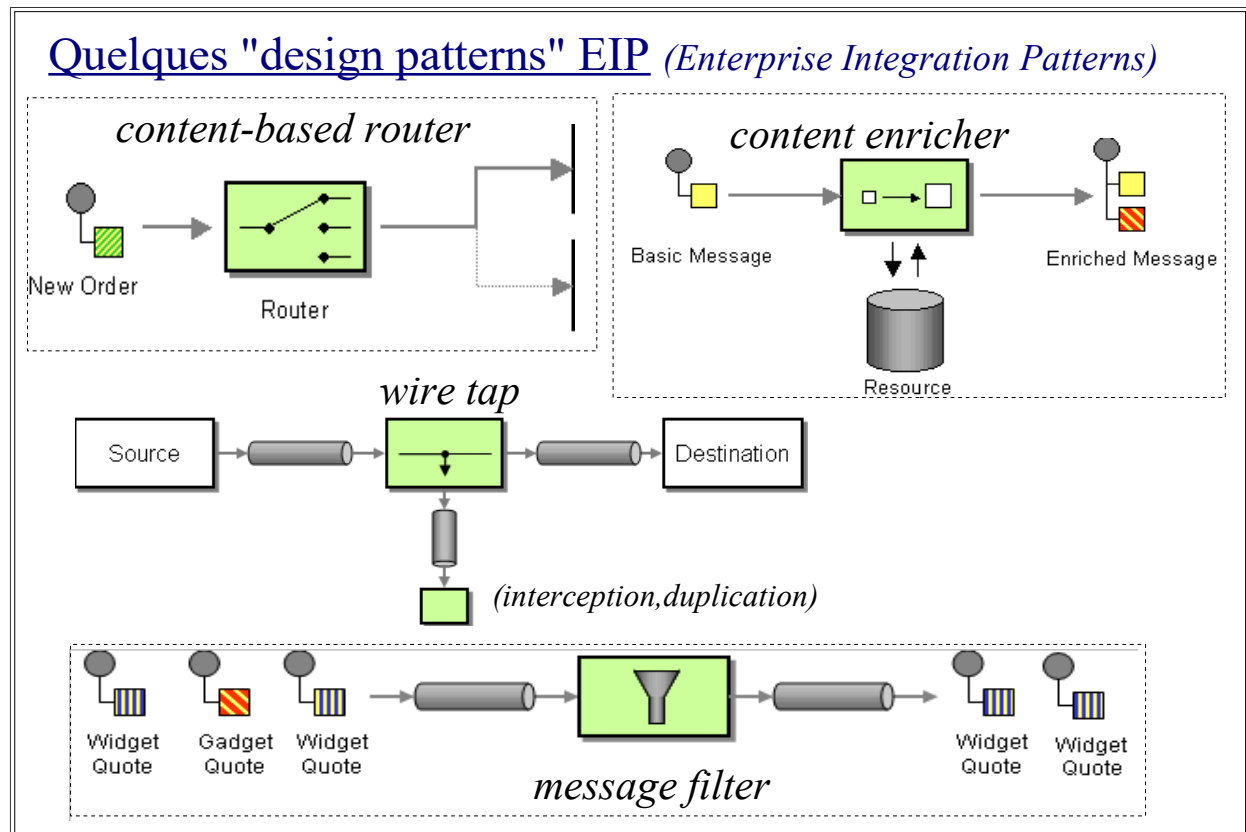 Quelques "design patterns" EIP (Enterprise Integration Patterns)
content-based router
New Order
Router
content enricher
Basic Message
Enriched Message
Resource
wire tap
Source
Destination
(interception,duplication)
Widget
Quote
Gadget
Quote
Widget
Quote
Widget
Quote
Widget
Quote
message filter